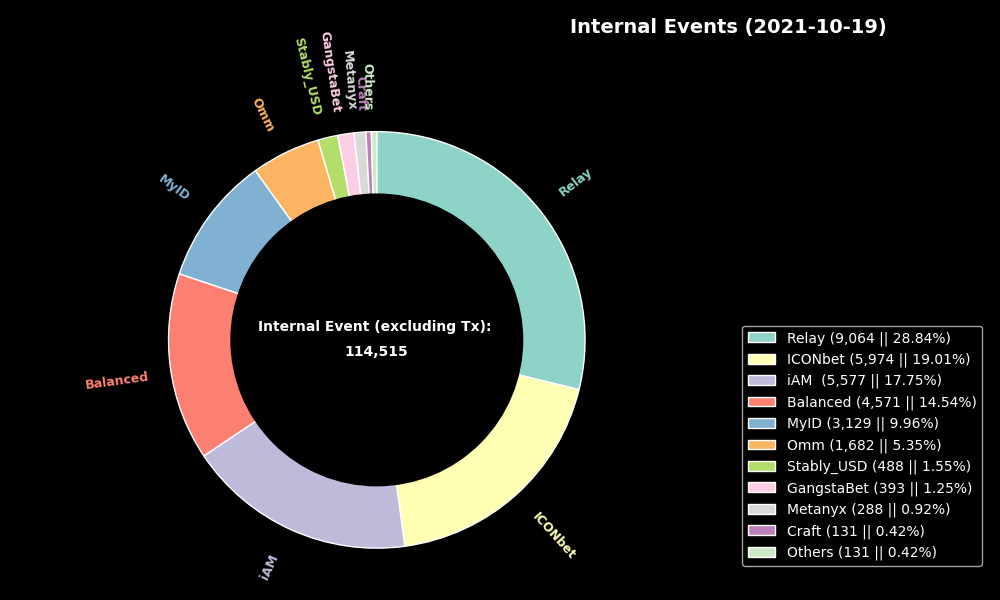 Internal Events (2021-10-19)
Others
Craft
Metanyx
GangstaBet
Stably_USD
Omm
MyID
Balanced
iAM
ICONbet
Relay
Internal Event (excluding Tx):
114,515
Relay (9,064 || 28.84%)
ICONbet (5,974 || 19.01%)
iAM  (5,577 || 17.75%)
Balanced (4,571 || 14.54%)
MyID (3,129 || 9.96%)
Omm (1,682 || 5.35%)
Stably_USD (488 || 1.55%)
GangstaBet (393 || 1.25%)
Metanyx (288 || 0.92%)
Craft (131 || 0.42%)
Others (131 || 0.42%)